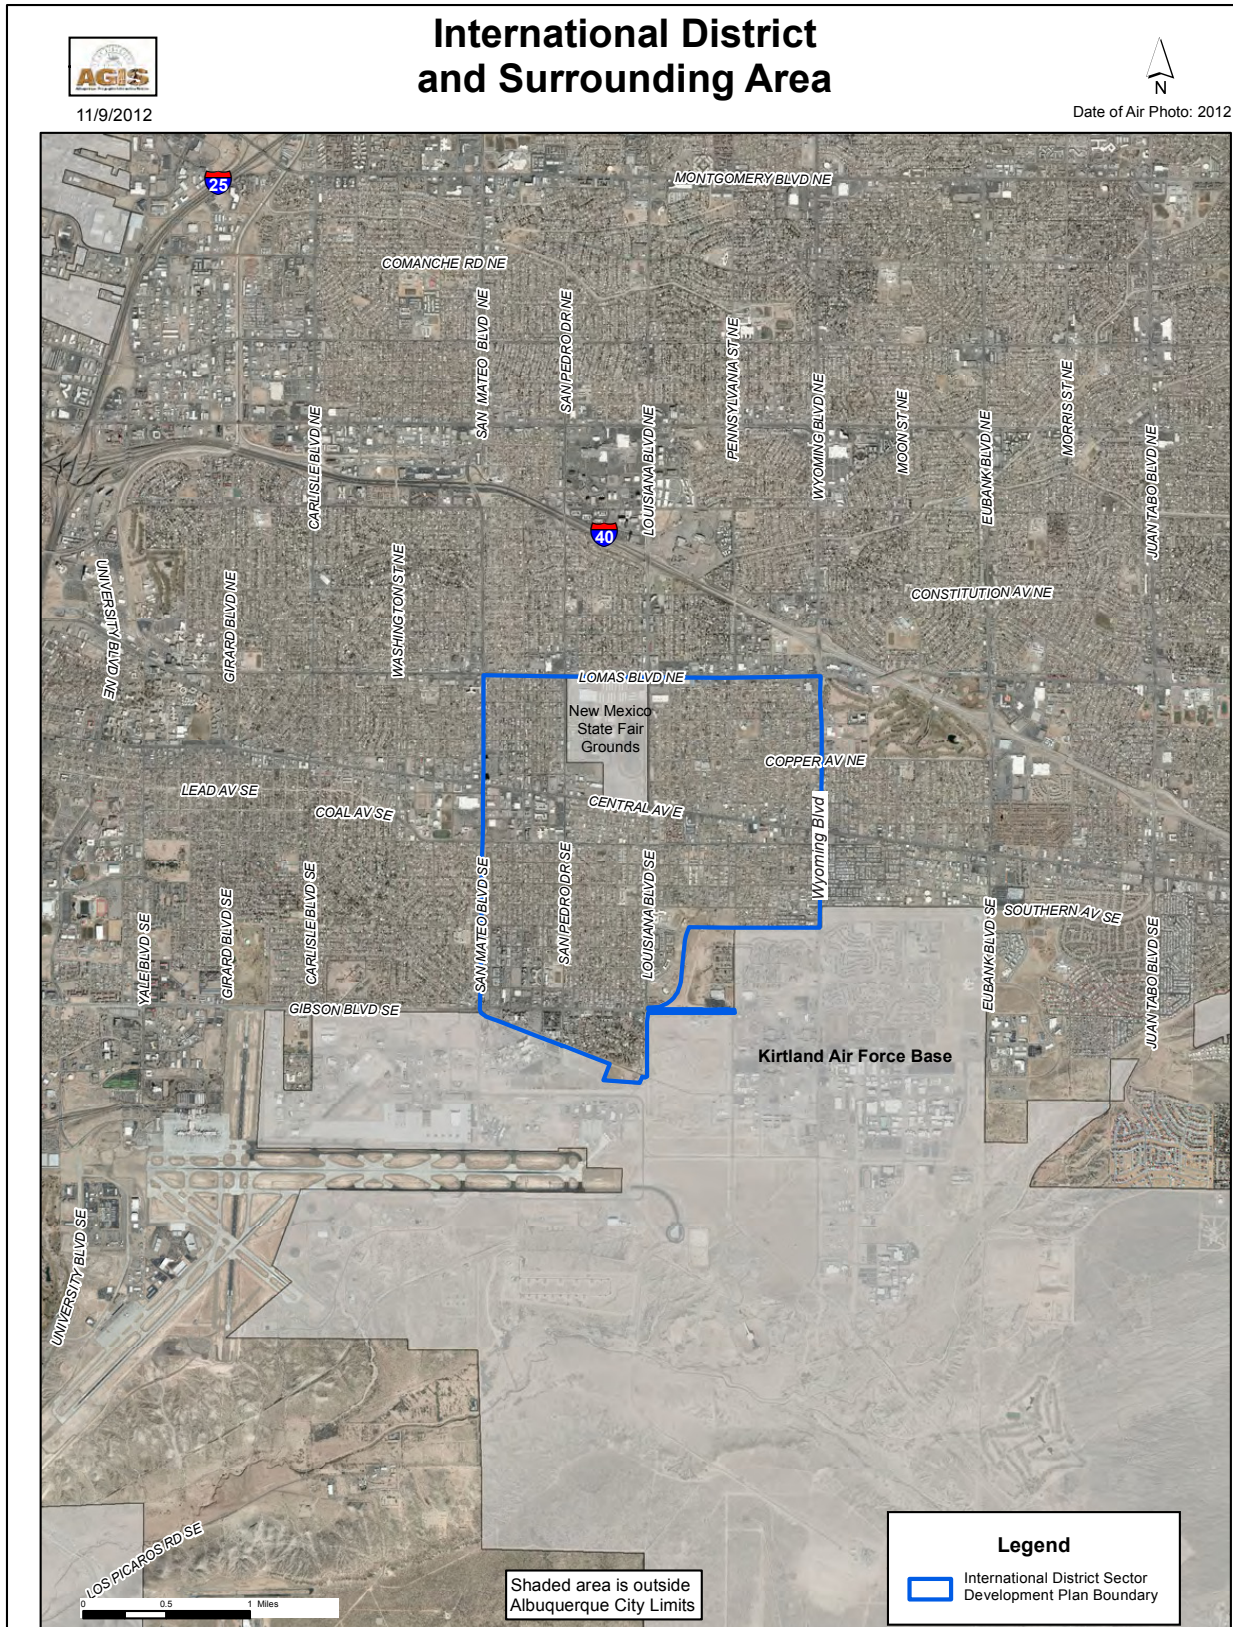 International District
and Surrounding Area
AGIS
11/9/2012
N
Date of Air Photo: 2012
25
MONTGOMERY BLVD NE
COMANCHE RD NE
SAN MATEO BLVD NE
SAN PEDRO DR NE
PENNSYLVANIA ST NE
WYOMING BLVD NE
MOON ST NE
MORRIS ST NE
CARLISLE BLVD NE
LOUISIANA BLVD NE
EUBANK BLVD NE
JUAN TABO BLVD NE
40
UNIVERSITY BLVD NE
GIRARD BLVD NE
WASHINGTON ST NE
CONSTITUTION AV NE
LOMAS BLVD NE
New Mexico
State Fair
Grounds
COPPER AV NE
LEAD AV SE
COAL AV SE
CENTRAL AV E
Wyoming Blvd
YALE BLVD SE
GIRARD BLVD SE
CARLISLE BLVD SE
SAN MATEO BLVD SE
SAN PEDRO DR SE
LOUISIANA BLVD SE
EUBANK BLVD SE
SOUTHERN AV SE
JUAN TABO BLVD SE
GIBSON BLVD SE
Kirtland Air Force Base
UNIVERSITY BLVD SE
LOS PICAROS RD SE
0 0.5 1 Miles
Shaded area is outside
Albuquerque City Limits
Legend
International District Sector
Development Plan Boundary